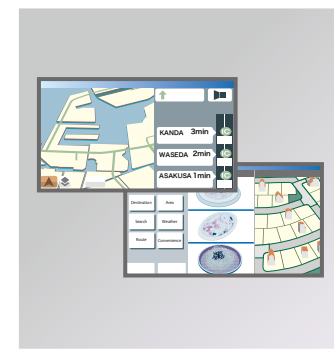 KANDA 3min
WASEDA 2min
ASAKUSA 1min
Destination Area
Search Weather
Route Convenience